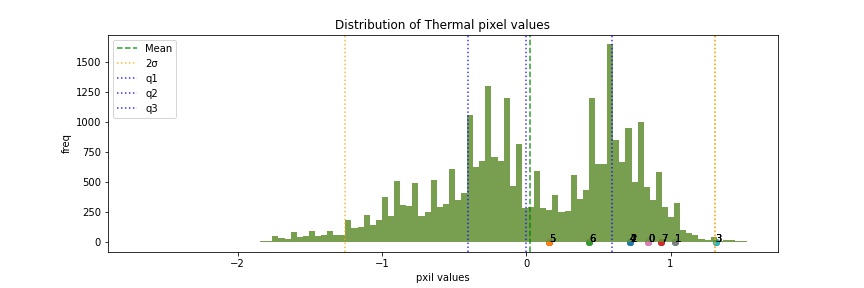 Distribution of Thermal pixel values
Mean
2σ
q1
q2
q3
freq
1500
1250
1000
750
500
250
0
5 6 2 0 7 1 3
−2 −1 0 1
pxil values